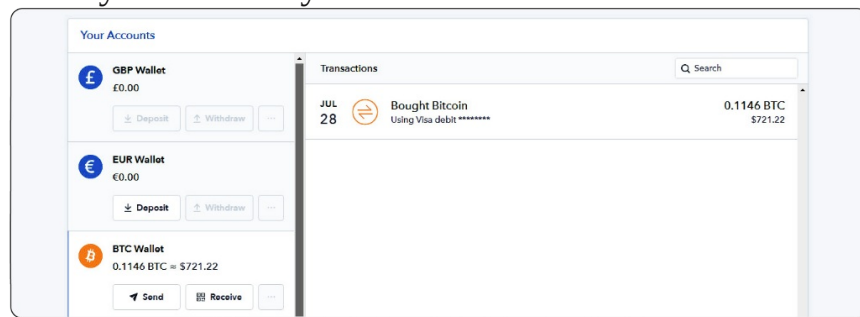 Your Accounts
GBP Wallet
£0.00
Deposit
Withdraw
...
EUR Wallet
€0.00
Deposit
Withdraw
...
BTC Wallet
0.1146 BTC ≈ $721.22
Send
Receive
...
Transactions
Search
JUL
28
Bought Bitcoin
Using Visa debit ********
0.1146 BTC
$721.22